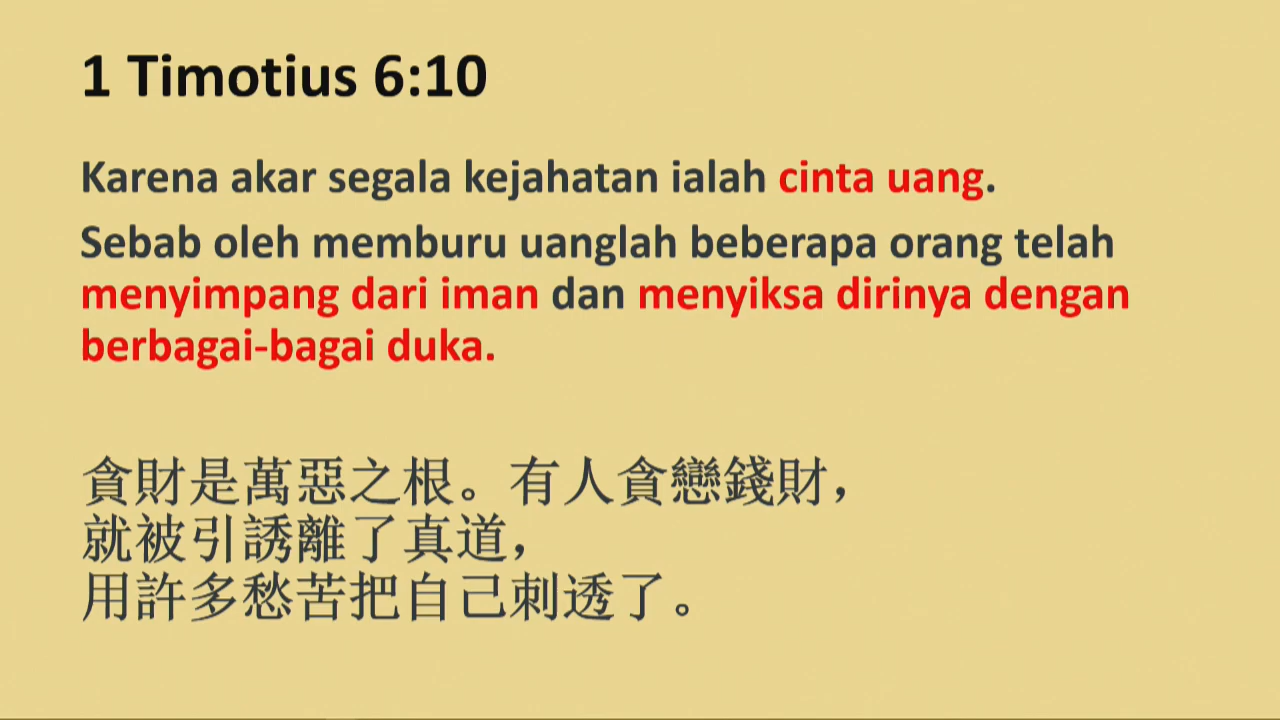 1 Timotius 6:10
Karena akar segala kejahatan ialah cinta uang.
Sebab oleh memburu uanglah beberapa orang telah
menyimpang dari iman dan menyiksa dirinya dengan
berbagai-bagai duka.
貪財是萬惡之根。有人貪戀錢財，
就被引誘離了真道，
用許多愁苦把自己刺透了。